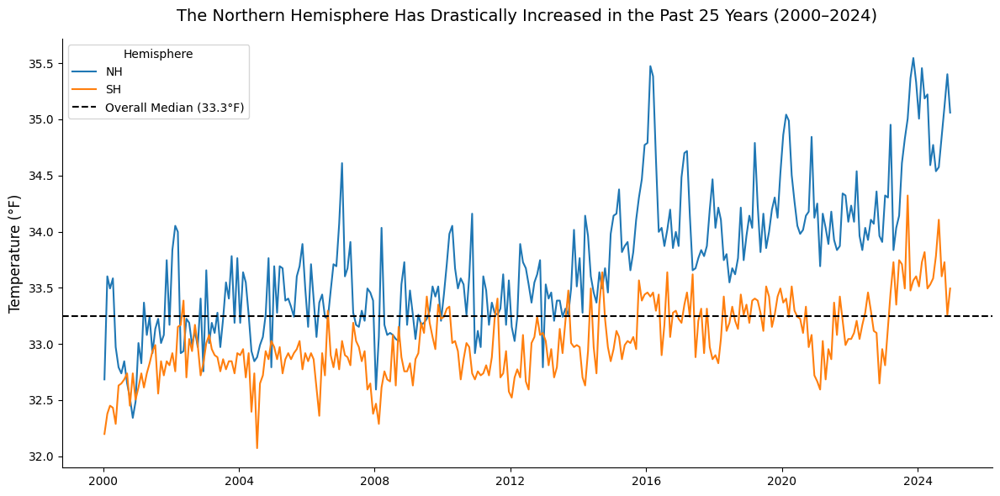 The Northern Hemisphere Has Drastically Increased in the Past 25 Years (2000–2024)
Hemisphere
NH
SH
Overall Median (33.3°F)
Temperature (°F)
35.5
35.0
34.5
34.0
33.5
33.0
32.5
32.0
2000 2004 2008 2012 2016 2020 2024